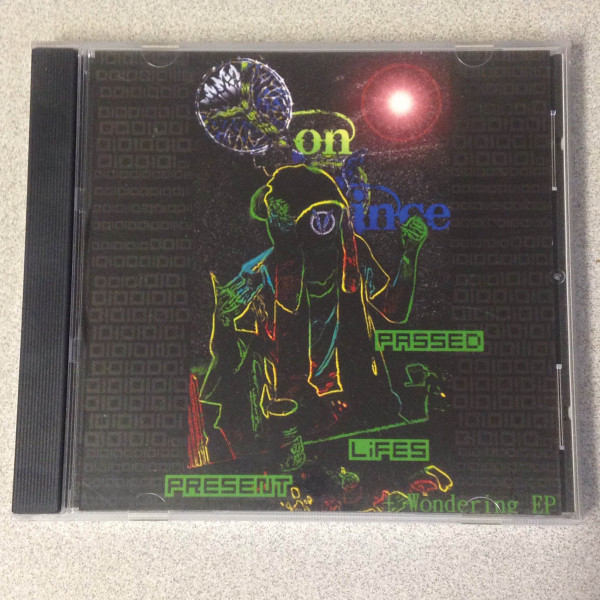 on
ince
PASSED
LiFES
PRESENT
+ Wondering EP